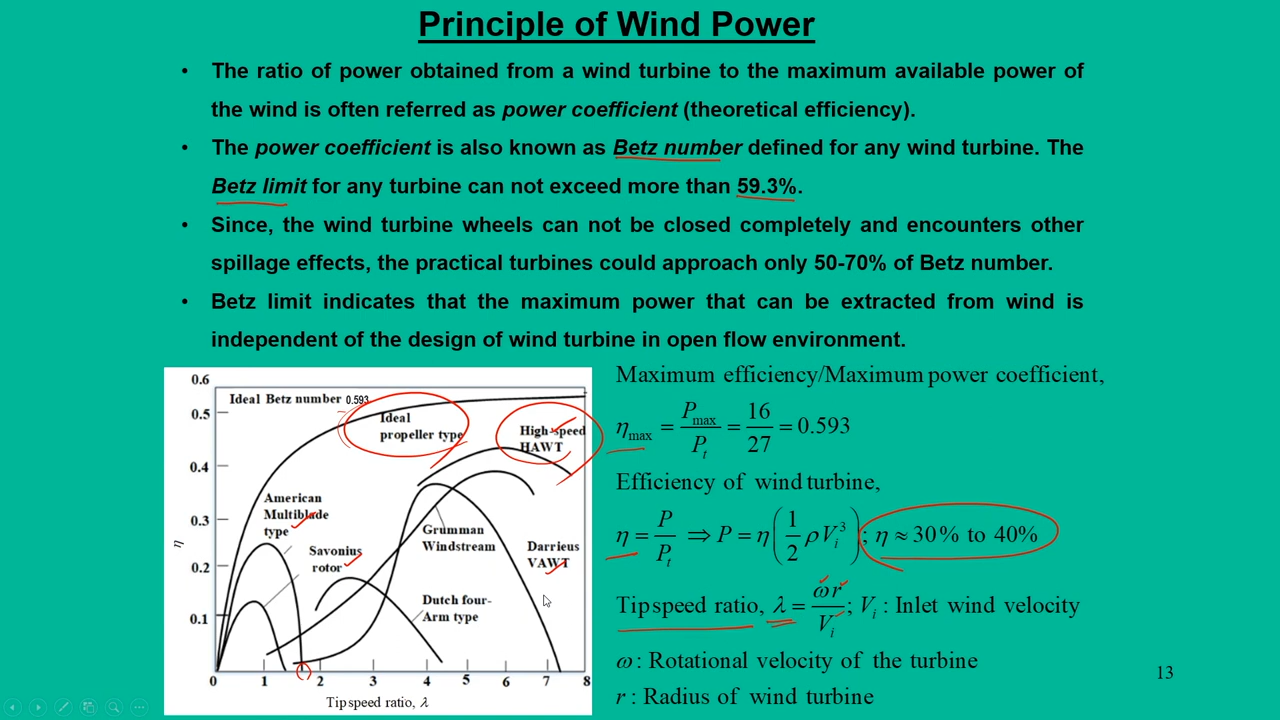 Principle of Wind Power
• The ratio of power obtained from a wind turbine to the maximum available power of
the wind is often referred as power coefficient (theoretical efficiency).
• The power coefficient is also known as Betz number defined for any wind turbine. The
Betz limit for any turbine can not exceed more than 59.3%.
• Since, the wind turbine wheels can not be closed completely and encounters other
spillage effects, the practical turbines could approach only 50-70% of Betz number.
• Betz limit indicates that the maximum power that can be extracted from wind is
independent of the design of wind turbine in open flow environment.
0.6
0.5
0.4
0.3
0.2
0.1
η
Ideal Betz number 0.593
Ideal
propeller type
High-speed
HAWT
American
Multiblade
type
Savonius
rotor
Grumman
Windstream
Darrieus
VAWT
Dutch four-
Arm type
0 1 2 3 4 5 6 7 8
Tip speed ratio, λ
Maximum efficiency/Maximum power coefficient,
η_max = P_max / P_t = 16 / 27 = 0.593
Efficiency of wind turbine,
η = P / P_t ⇒ P = η (1/2 ρ V_i^3); η ≈ 30% to 40%
Tip speed ratio, λ = ω r / V_i; V_i : Inlet wind velocity
ω : Rotational velocity of the turbine
r : Radius of wind turbine
13